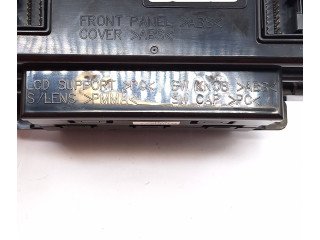 FRONT PANEL >ABS<
COVER >ABS<
LCD SUPPORT >PC< SW KNOB >ABS<
S/LENS >PMMA< SW CAP >PC<